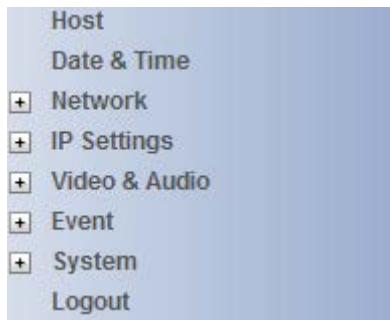 Host
Date & Time
Network
IP Settings
Video & Audio
Event
System
Logout